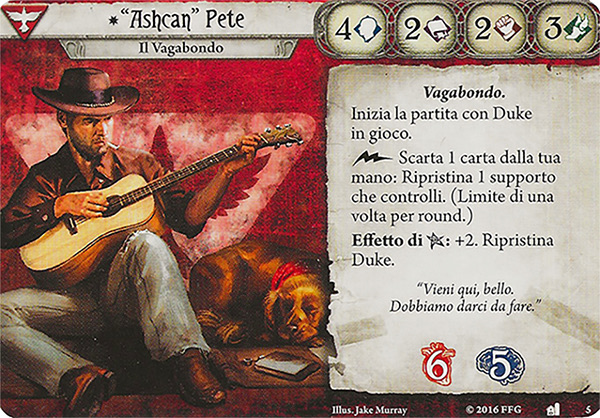 "Ashcan" Pete
Il Vagabondo
4 2 2 3
Vagabondo.
Inizia la partita con Duke
in gioco.
Scarta 1 carta dalla tua
mano: Ripristina 1 supporto
che controlli. (Limite di una
volta per round.)
Effetto di : +2. Ripristina
Duke.
"Vieni qui, bello.
Dobbiamo darci da fare."
6 5
Illus. Jake Murray © 2016 FFG 5